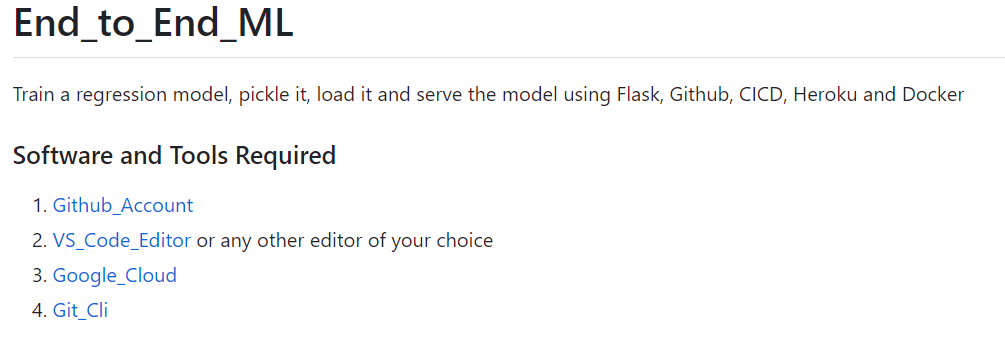 End_to_End_ML
Train a regression model, pickle it, load it and serve the model using Flask, Github, CICD, Heroku and Docker
Software and Tools Required
1. Github_Account
2. VS_Code_Editor or any other editor of your choice
3. Google_Cloud
4. Git_Cli